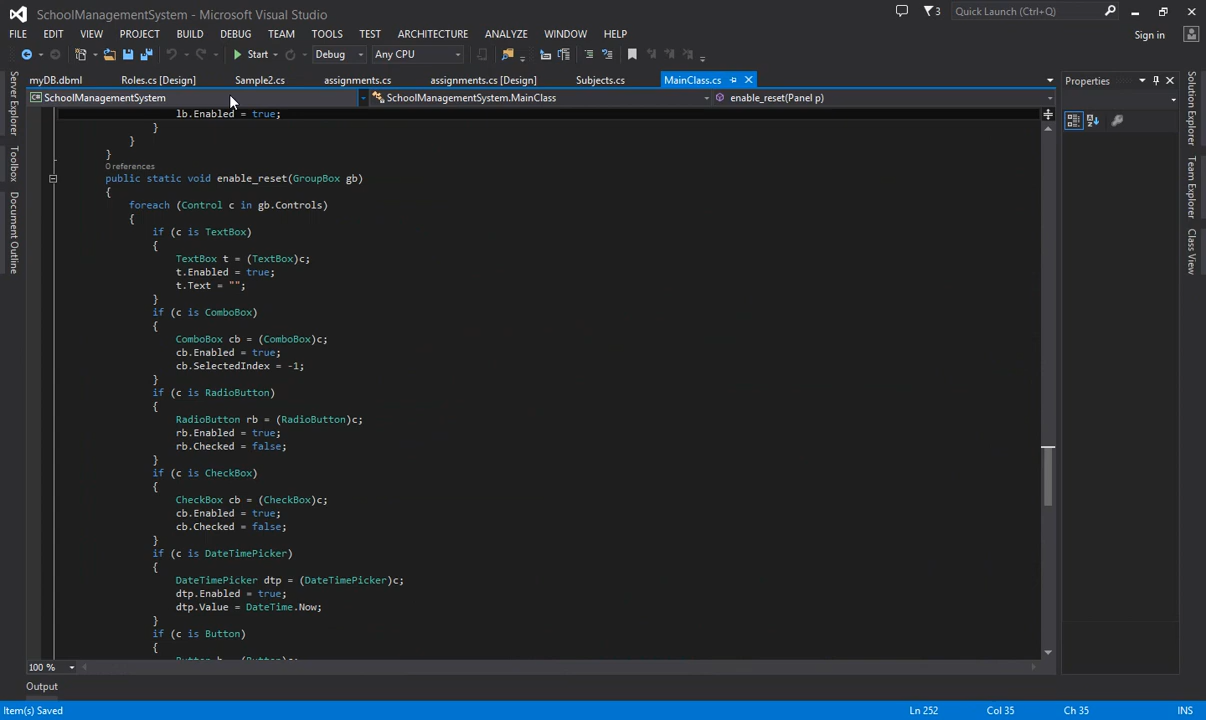 SchoolManagementSystem - Microsoft Visual Studio
3
Quick Launch (Ctrl+Q)
FILE EDIT VIEW PROJECT BUILD DEBUG TEAM TOOLS TEST ARCHITECTURE ANALYZE WINDOW HELP
Sign in
Start Debug Any CPU
myDB.dbml Roles.cs [Design] Sample2.cs assignments.cs assignments.cs [Design] Subjects.cs MainClass.cs
Properties
SchoolManagementSystem SchoolManagementSystem.MainClass enable_reset(Panel p)
Server Explorer
Toolbox
Document Outline
Solution Explorer
Team Explorer
Class View
lb.Enabled = true;
}
}
}
0 references
public static void enable_reset(GroupBox gb)
{
foreach (Control c in gb.Controls)
{
if (c is TextBox)
{
TextBox t = (TextBox)c;
t.Enabled = true;
t.Text = "";
}
if (c is ComboBox)
{
ComboBox cb = (ComboBox)c;
cb.Enabled = true;
cb.SelectedIndex = -1;
}
if (c is RadioButton)
{
RadioButton rb = (RadioButton)c;
rb.Enabled = true;
rb.Checked = false;
}
if (c is CheckBox)
{
CheckBox cb = (CheckBox)c;
cb.Enabled = true;
cb.Checked = false;
}
if (c is DateTimePicker)
{
DateTimePicker dtp = (DateTimePicker)c;
dtp.Enabled = true;
dtp.Value = DateTime.Now;
}
if (c is Button)
{
Button b = (Button)c;
100 %
Output
Item(s) Saved Ln 252 Col 35 Ch 35 INS